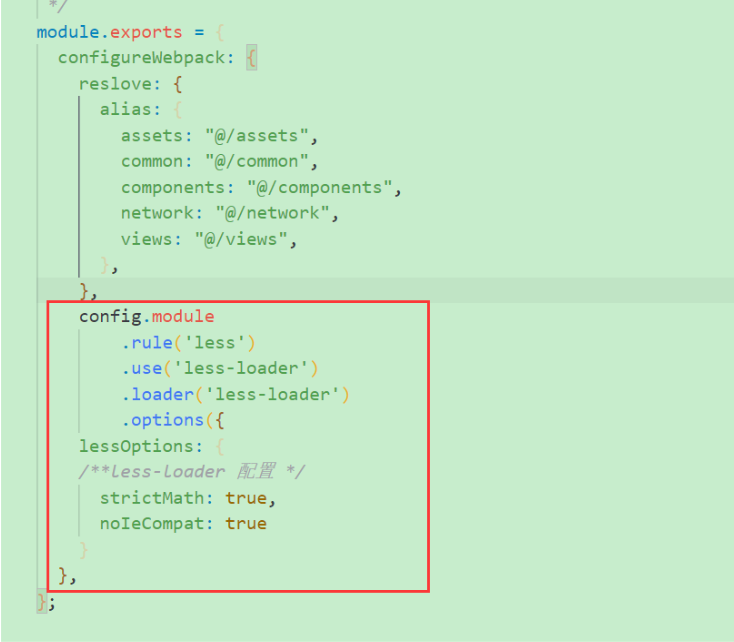 */
module.exports = {
configureWebpack: {
reslove: {
alias: {
assets: "@/assets",
common: "@/common",
components: "@/components",
network: "@/network",
views: "@/views",
},
},
config.module
.rule('less')
.use('less-loader')
.loader('less-loader')
.options({
lessOptions: {
/**less-loader 配置 */
strictMath: true,
noIeCompat: true
}
},
};